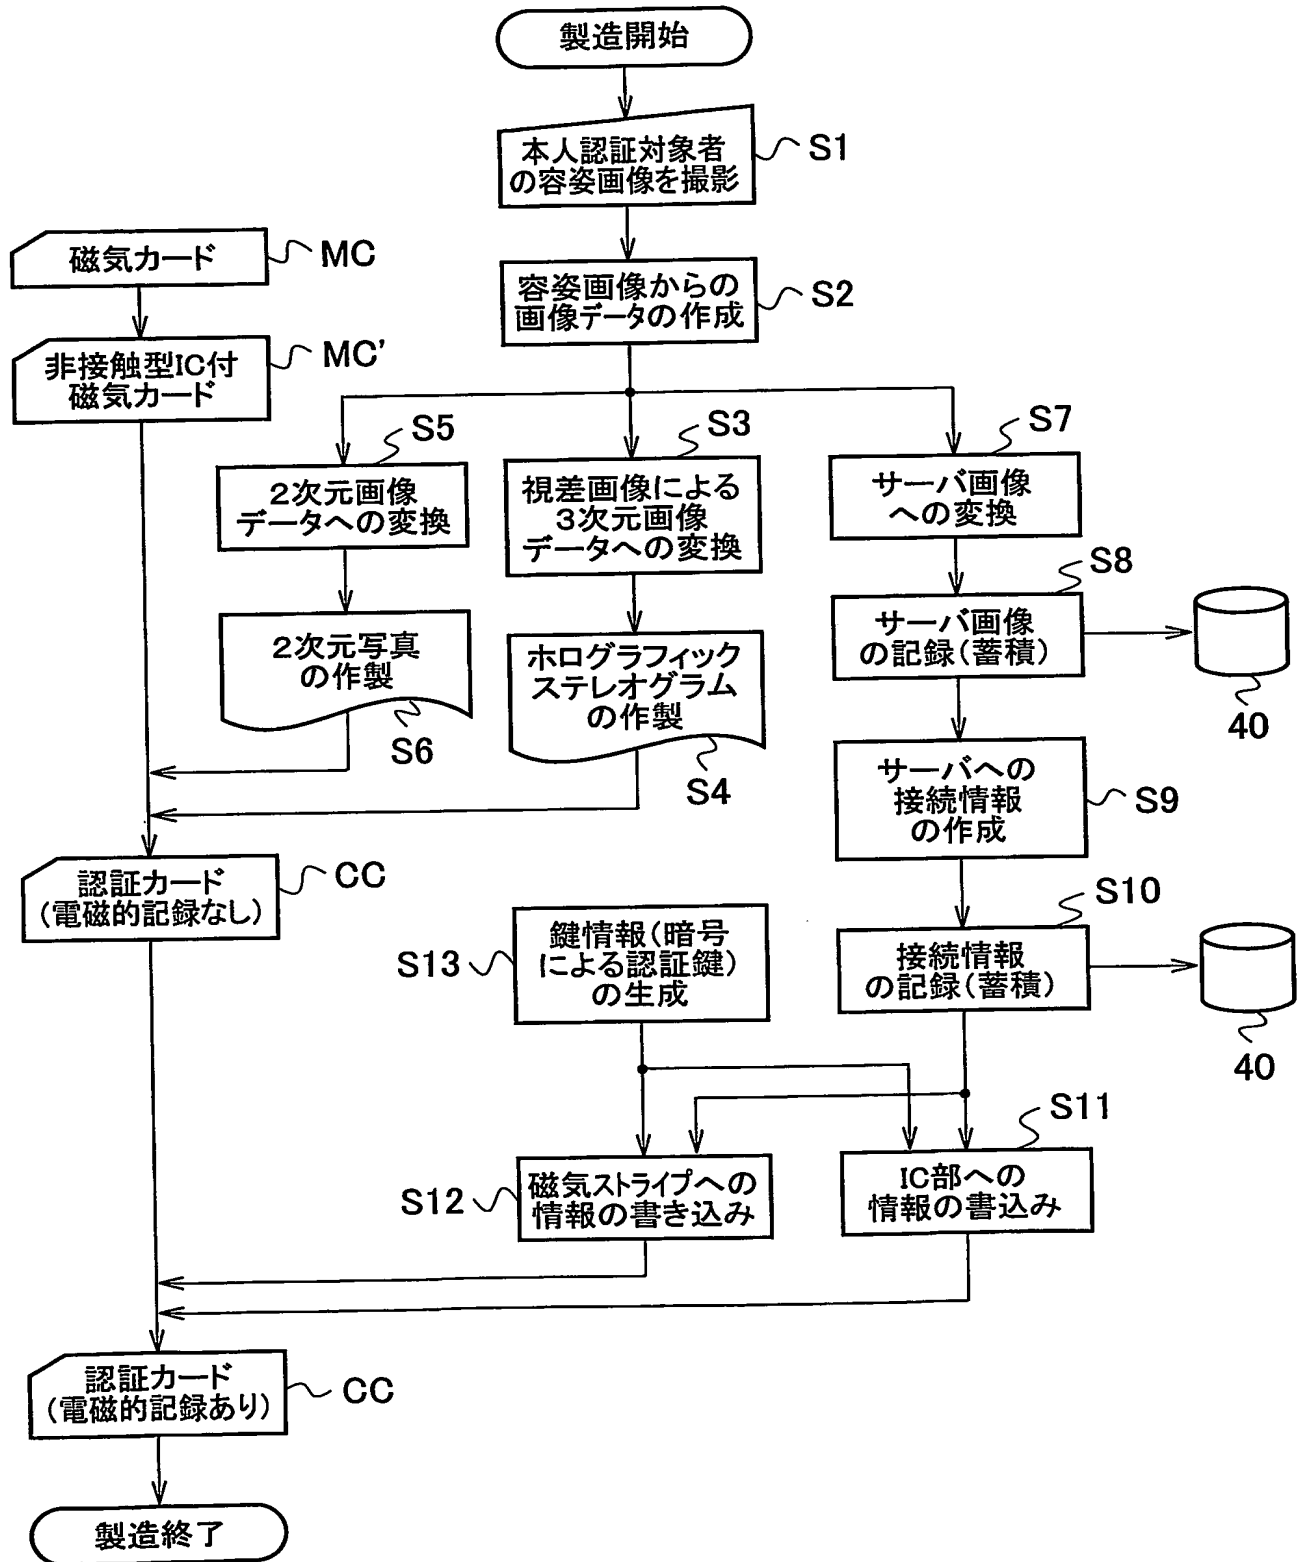 製造開始
本人認証対象者
の容姿画像を撮影
S1
磁気カード
MC
容姿画像からの
画像データの作成
S2
非接触型IC付
磁気カード
MC'
S5
2次元画像
データへの変換
S3
視差画像による
3次元画像
データへの変換
S7
サーバ画像
への変換
S8
サーバ画像
の記録(蓄積)
40
2次元写真
の作製
S6
ホログラフィック
ステレオグラム
の作製
S4
サーバへの
接続情報
の作成
S9
認証カード
(電磁的記録なし)
CC
S13
鍵情報(暗号
による認証鍵)
の生成
S10
接続情報
の記録(蓄積)
40
S11
S12
磁気ストライプへの
情報の書き込み
IC部への
情報の書込み
認証カード
(電磁的記録あり)
CC
製造終了